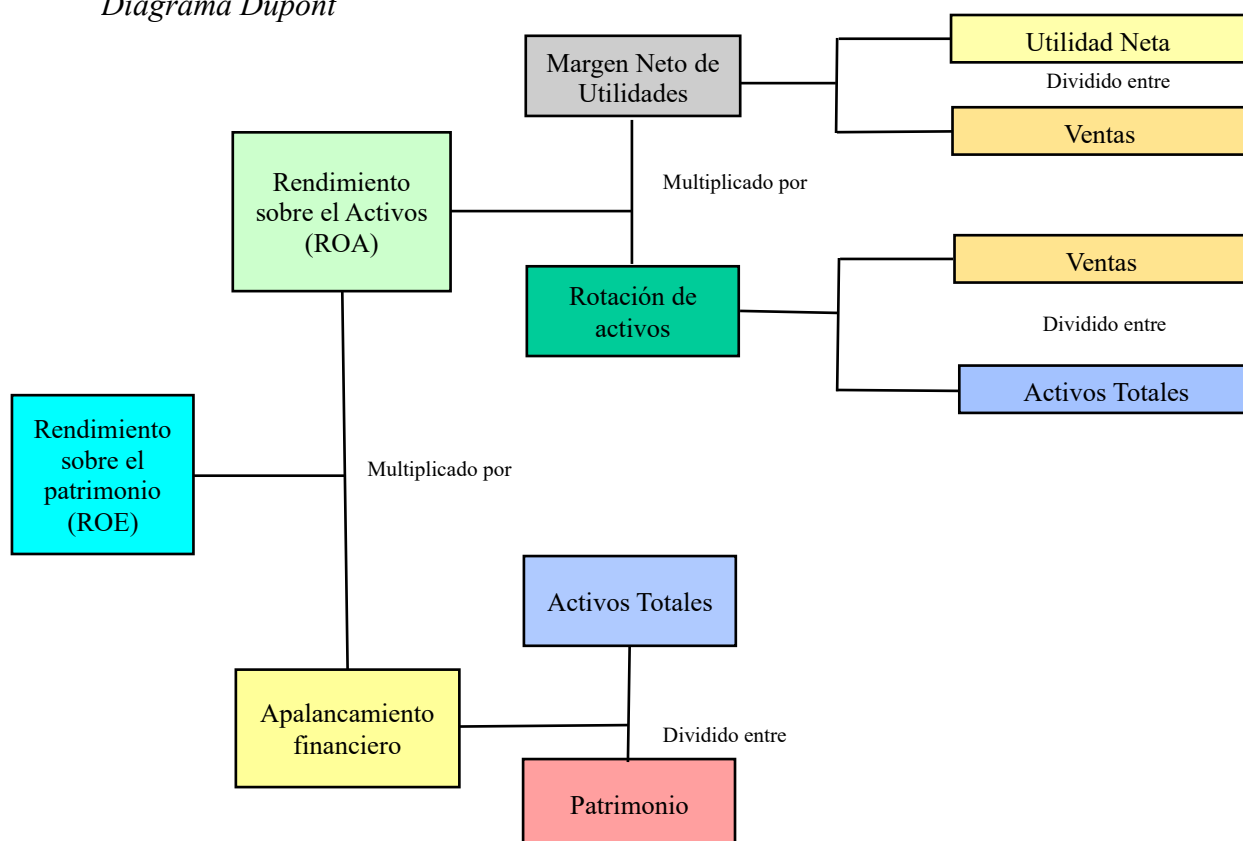 Diagrama Dupont
Utilidad Neta
Margen Neto de
Utilidades
Dividido entre
Ventas
Rendimiento
sobre el Activos
(ROA)
Multiplicado por
Ventas
Rotación de
activos
Dividido entre
Activos Totales
Rendimiento
sobre el
patrimonio
(ROE)
Multiplicado por
Activos Totales
Apalancamiento
financiero
Dividido entre
Patrimonio